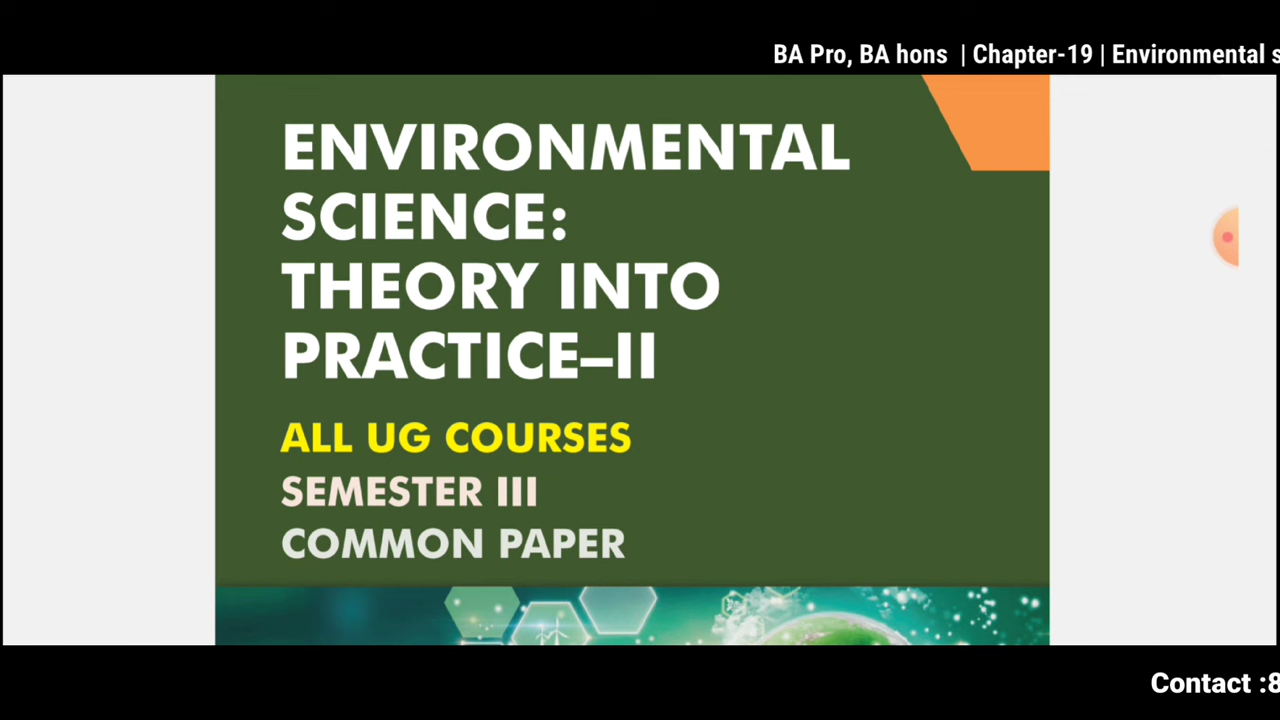 BA Pro, BA hons | Chapter-19 | Environmental s
ENVIRONMENTAL
SCIENCE:
THEORY INTO
PRACTICE–II
ALL UG COURSES
SEMESTER III
COMMON PAPER
Contact :8